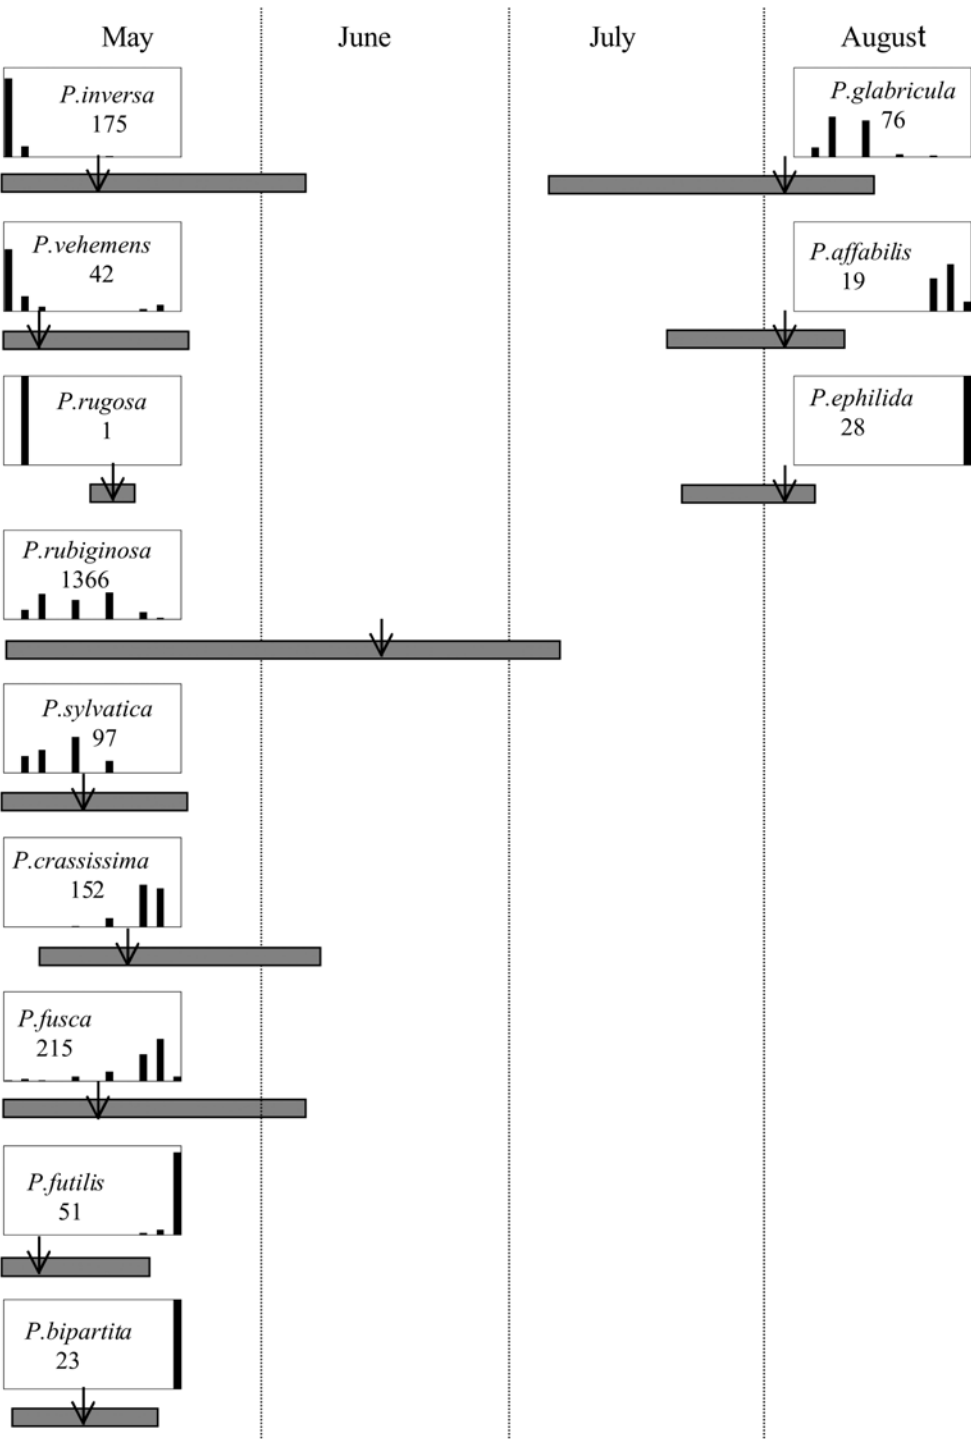 May June July August
P.inversa
175
P.glabricula
76
P.vehemens
42
P.affabilis
19
P.rugosa
1
P.ephilida
28
P.rubiginosa
1366
P.sylvatica
97
P.crassissima
152
P.fusca
215
P.futilis
51
P.bipartita
23